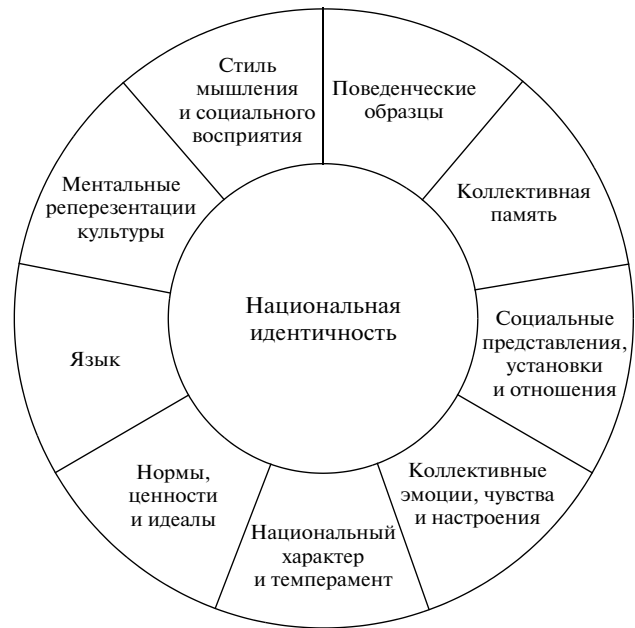 Стиль
мышления
и социального
восприятия
Поведенческие
образцы
Коллективная
память
Социальные
представления,
установки
и отношения
Коллективные
эмоции, чувства
и настроения
Национальный
характер
и темперамент
Нормы,
ценности
и идеалы
Язык
Ментальные
реперезентации
культуры
Национальная
идентичность